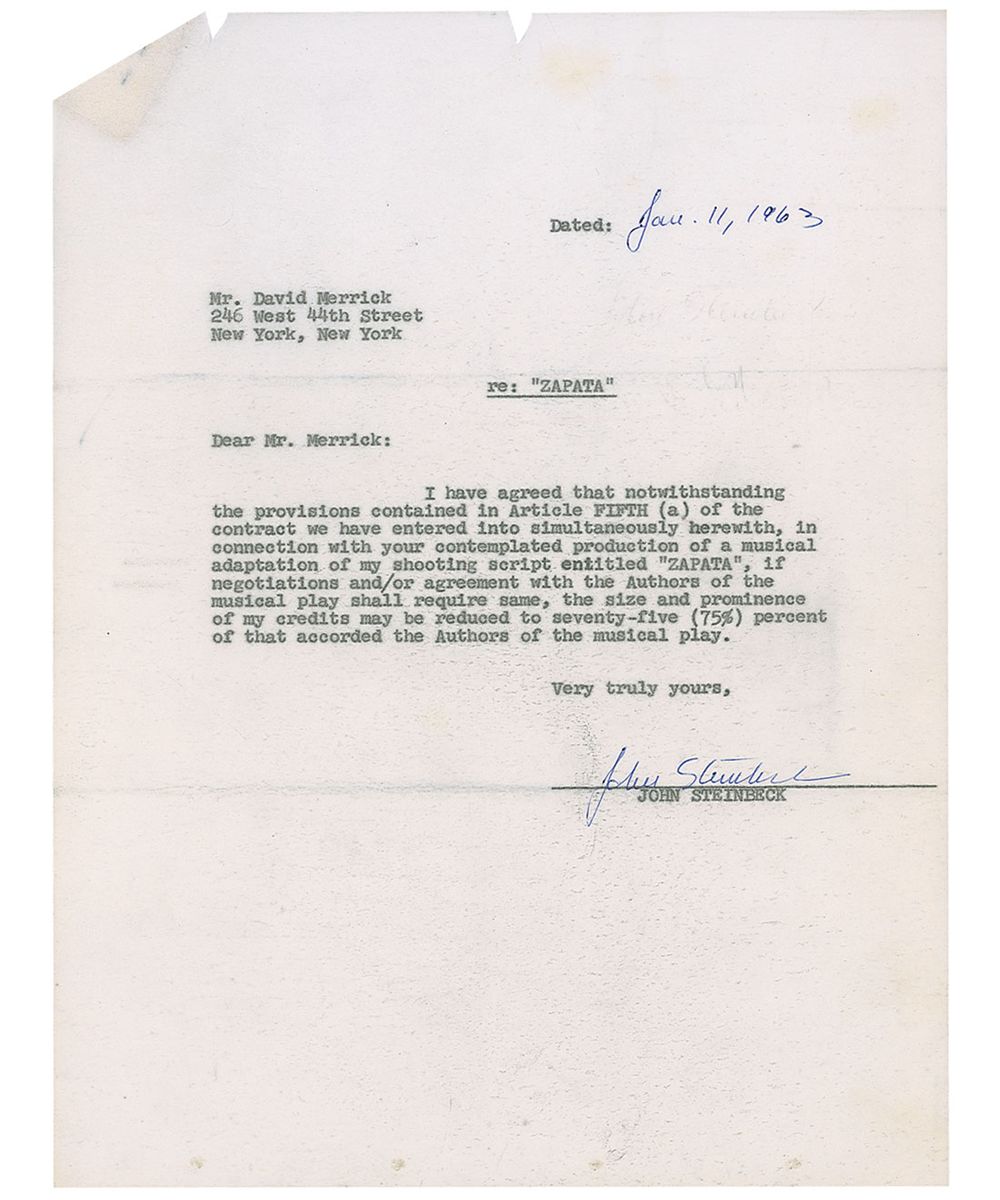 Dated: Jan. 11, 1963
Mr. David Merrick
246 West 44th Street
New York, New York
re: "ZAPATA"
Dear Mr. Merrick:
I have agreed that notwithstanding
the provisions contained in Article FIFTH (a) of the
contract we have entered into simultaneously herewith, in
connection with your contemplated production of a musical
adaptation of my shooting script entitled "ZAPATA", if
negotiations and/or agreement with the Authors of the
musical play shall require same, the size and prominence
of my credits may be reduced to seventy-five (75%) percent
of that accorded the Authors of the musical play.
Very truly yours,
John Steinbeck
JOHN STEINBECK